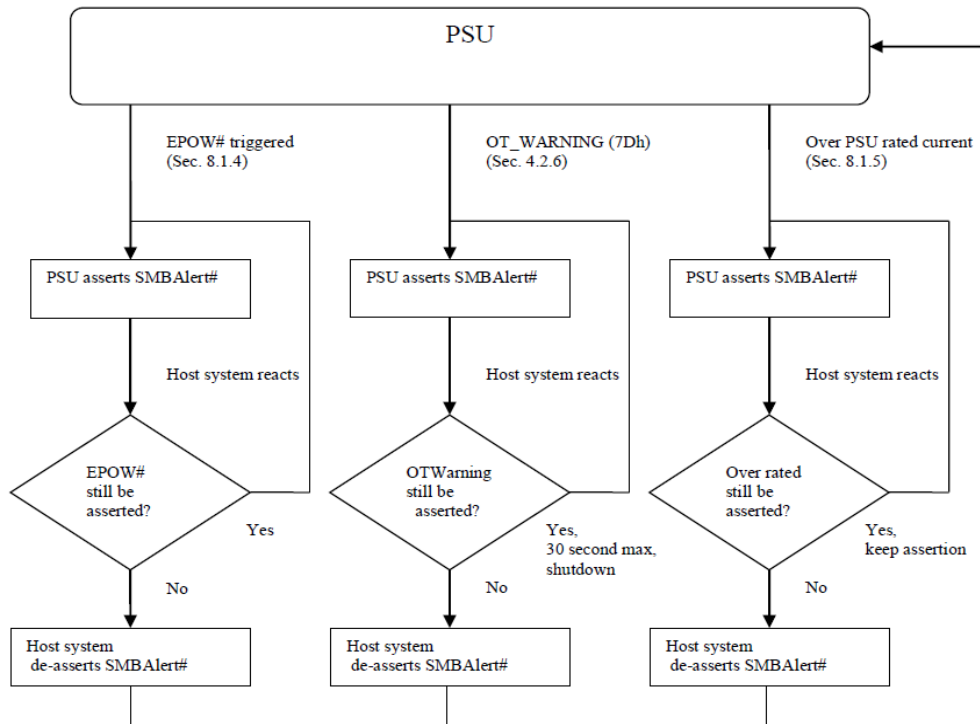 PSU
EPOW# triggered
(Sec. 8.1.4)
OT_WARNING (7Dh)
(Sec. 4.2.6)
Over PSU rated current
(Sec. 8.1.5)
PSU asserts SMBAlert#
PSU asserts SMBAlert#
PSU asserts SMBAlert#
Host system reacts
Host system reacts
Host system reacts
EPOW#
still be
asserted?
OTWarning
still be
asserted?
Over rated
still be
asserted?
Yes
Yes,
30 second max,
shutdown
Yes,
keep assertion
No
No
No
Host system
de-asserts SMBAlert#
Host system
de-asserts SMBAlert#
Host system
de-asserts SMBAlert#